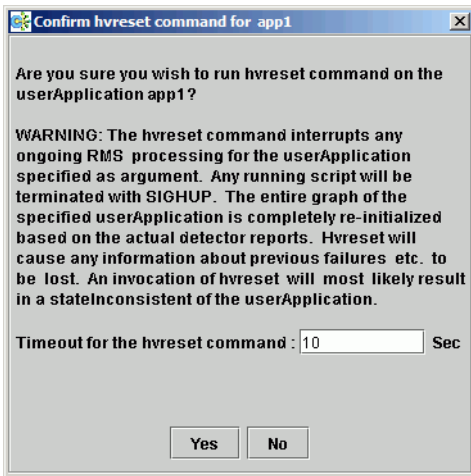 Confirm hvreset command for app1
Are you sure you wish to run hvreset command on the
userApplication app1?
WARNING: The hvreset command interrupts any
ongoing RMS processing for the userApplication
specified as argument. Any running script will be
terminated with SIGHUP. The entire graph of the
specified userApplication is completely re-initialized
based on the actual detector reports. Hvreset will
cause any information about previous failures etc. to
be lost. An invocation of hvreset will most likely result
in a stateInconsistent of the userApplication.
Timeout for the hvreset command : 10 Sec
Yes No